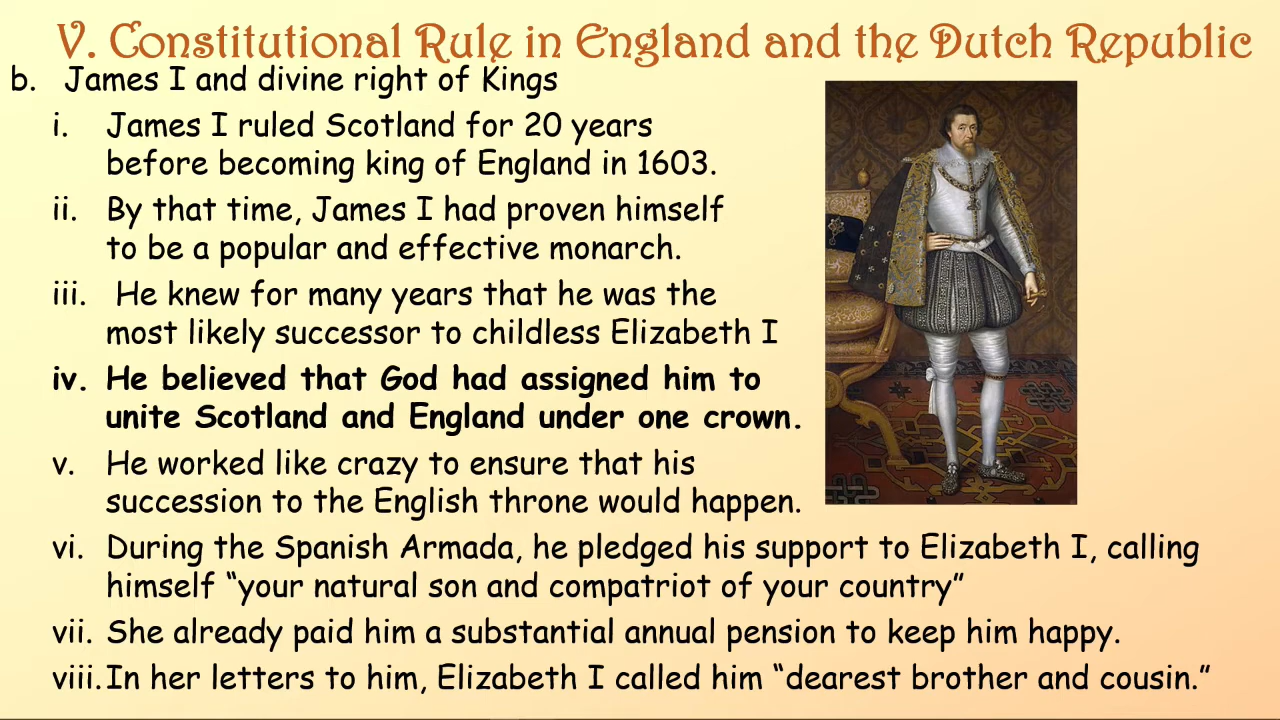 V. Constitutional Rule in England and the Dutch Republic
b. James I and divine right of Kings
i. James I ruled Scotland for 20 years
before becoming king of England in 1603.
ii. By that time, James I had proven himself
to be a popular and effective monarch.
iii. He knew for many years that he was the
most likely successor to childless Elizabeth I
iv. He believed that God had assigned him to
unite Scotland and England under one crown.
v. He worked like crazy to ensure that his
succession to the English throne would happen.
vi. During the Spanish Armada, he pledged his support to Elizabeth I, calling
himself “your natural son and compatriot of your country”
vii. She already paid him a substantial annual pension to keep him happy.
viii. In her letters to him, Elizabeth I called him “dearest brother and cousin.”